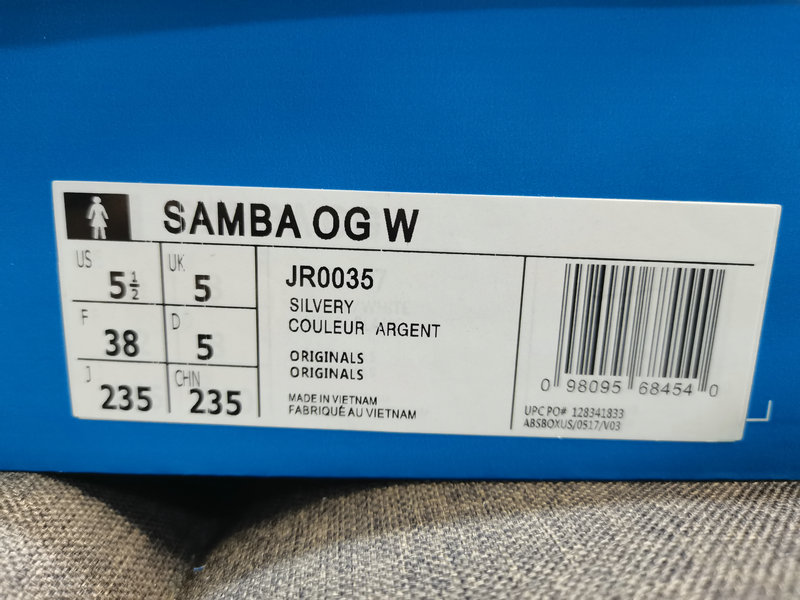 SAMBA OG W
US 5½ UK 5
F 38 D 5
J 235 CHN 235
JR0035
SILVERY
COULEUR ARGENT
ORIGINALS
ORIGINALS
MADE IN VIETNAM
FABRIQUÉ AU VIETNAM
0 98095 68454 0
UPC PO# 128341833
ABSBOXUS/0517/V03